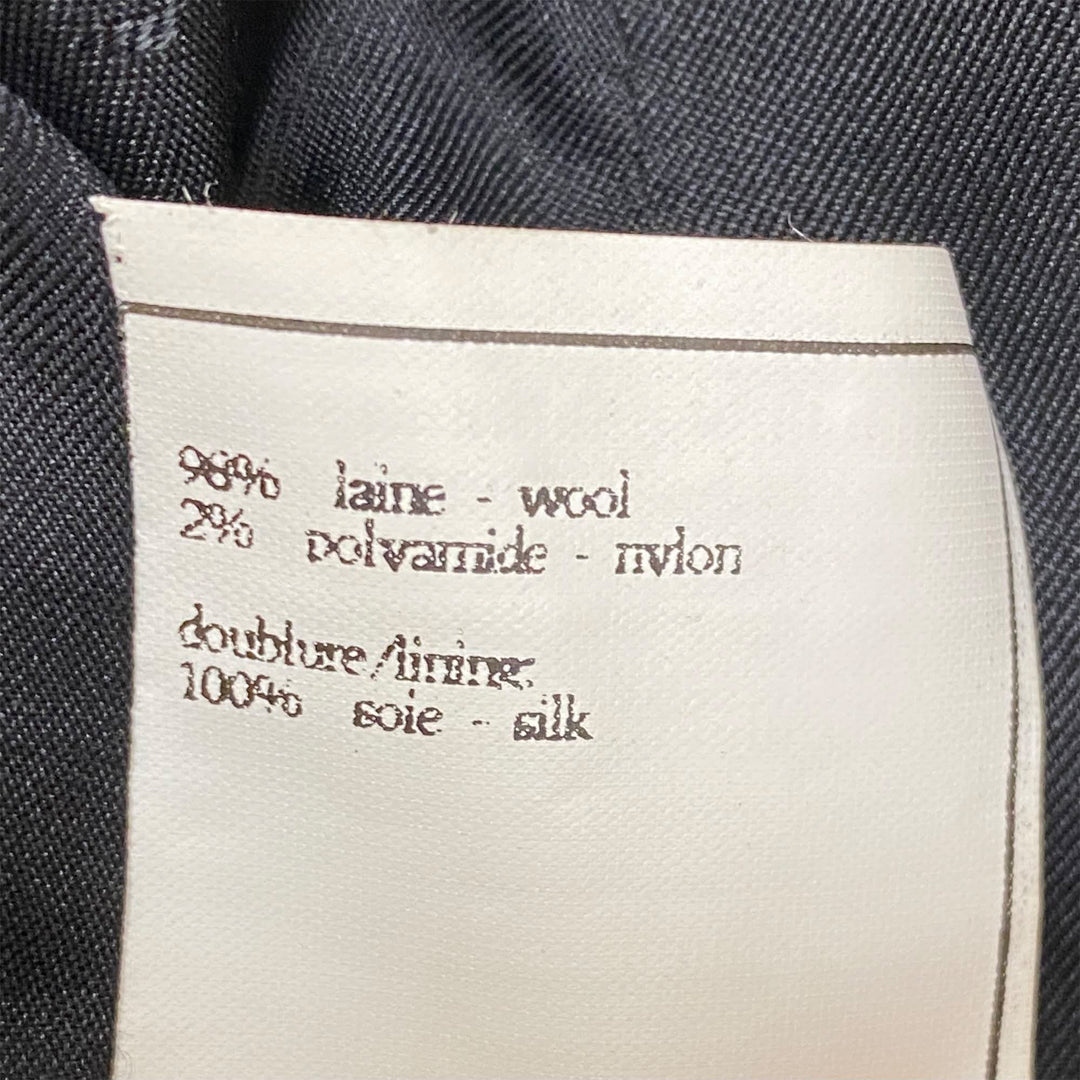 98% laine - wool
2% polyamide - nylon
doublure/lining:
100% soie - silk